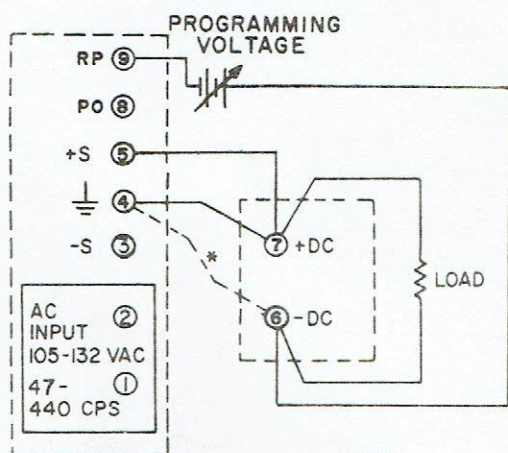 PROGRAMMING
VOLTAGE
RP 9
PO 8
+S 5
4
-S 3
*
7 +DC
6 -DC
LOAD
AC
INPUT 2
105-132 VAC
47- 1
440 CPS